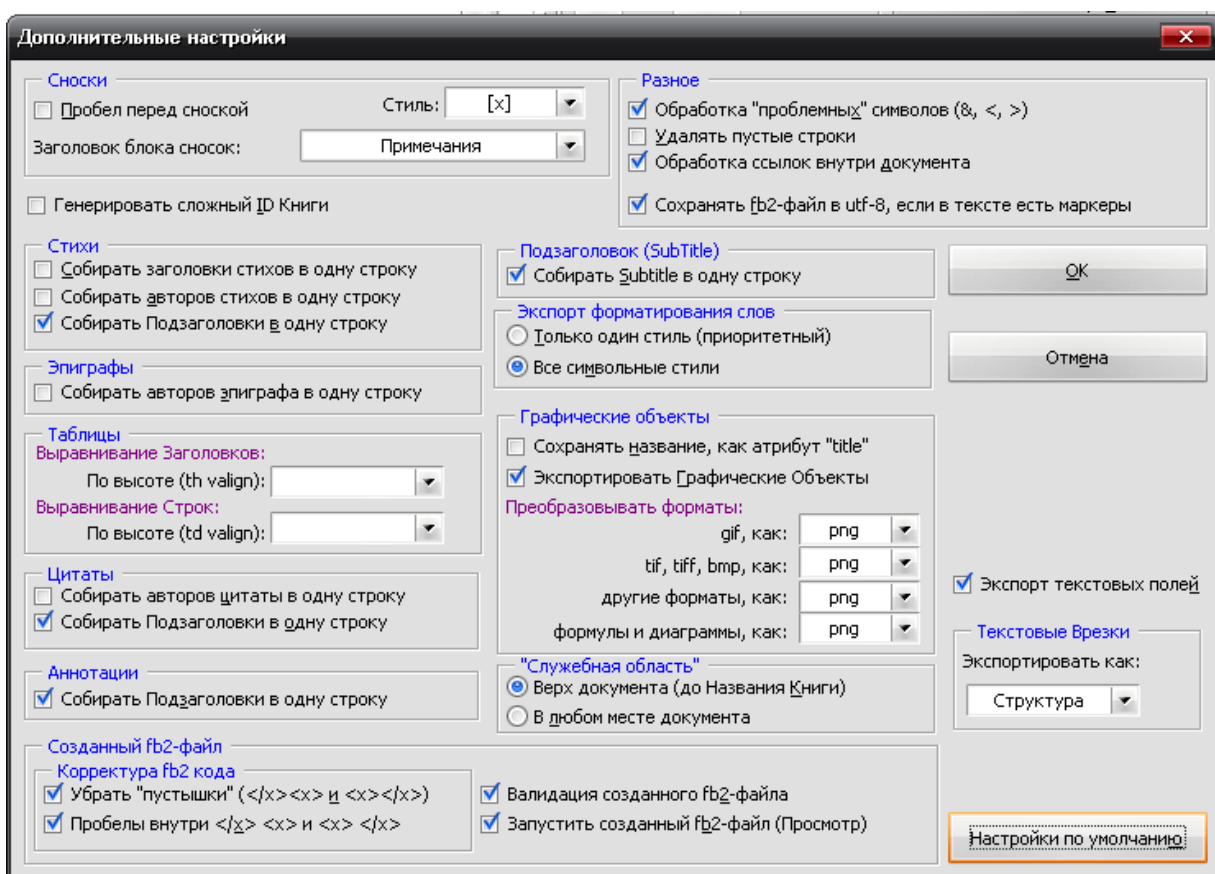 Дополнительные настройки
Сноски
Пробел перед сноской
Стиль:
[x]
Заголовок блока сносок:
Примечания
Генерировать сложный ID Книги
Разное
Обработка "проблемных" символов (&, <, >)
Удалять пустые строки
Обработка ссылок внутри документа
Сохранять fb2-файл в utf-8, если в тексте есть маркеры
Стихи
Собирать заголовки стихов в одну строку
Собирать авторов стихов в одну строку
Собирать Подзаголовки в одну строку
Эпиграфы
Собирать авторов эпиграфа в одну строку
Таблицы
Выравнивание Заголовков:
По высоте (th valign):
Выравнивание Строк:
По высоте (td valign):
Цитаты
Собирать авторов цитаты в одну строку
Собирать Подзаголовки в одну строку
Аннотации
Собирать Подзаголовки в одну строку
Подзаголовок (SubTitle)
Собирать Subtitle в одну строку
Экспорт форматирования слов
Только один стиль (приоритетный)
Все символьные стили
Графические объекты
Сохранять название, как атрибут "title"
Экспортировать Графические Объекты
Преобразовывать форматы:
gif, как: png
tif, tiff, bmp, как: png
другие форматы, как: png
формулы и диаграммы, как: png
"Служебная область"
Верх документа (до Названия Книги)
В любом месте документа
OK
Отмена
Экспорт текстовых полей
Текстовые Врезки
Экспортировать как:
Структура
Созданный fb2-файл
Корректура fb2 кода
Убрать "пустышки" (</x><x> и <x></x>)
Пробелы внутри </x> <x> и <x> </x>
Валидация созданного fb2-файла
Запустить созданный fb2-файл (Просмотр)
Настройки по умолчанию